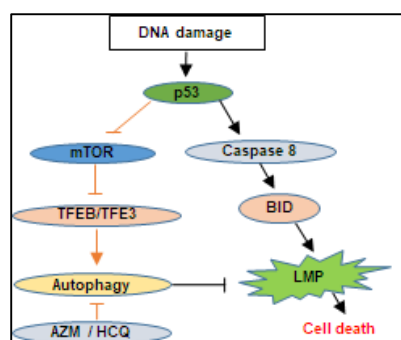 DNA damage
p53
mTOR
Caspase 8
TFEB/TFE3
BID
Autophagy
LMP
AZM / HCQ
Cell death